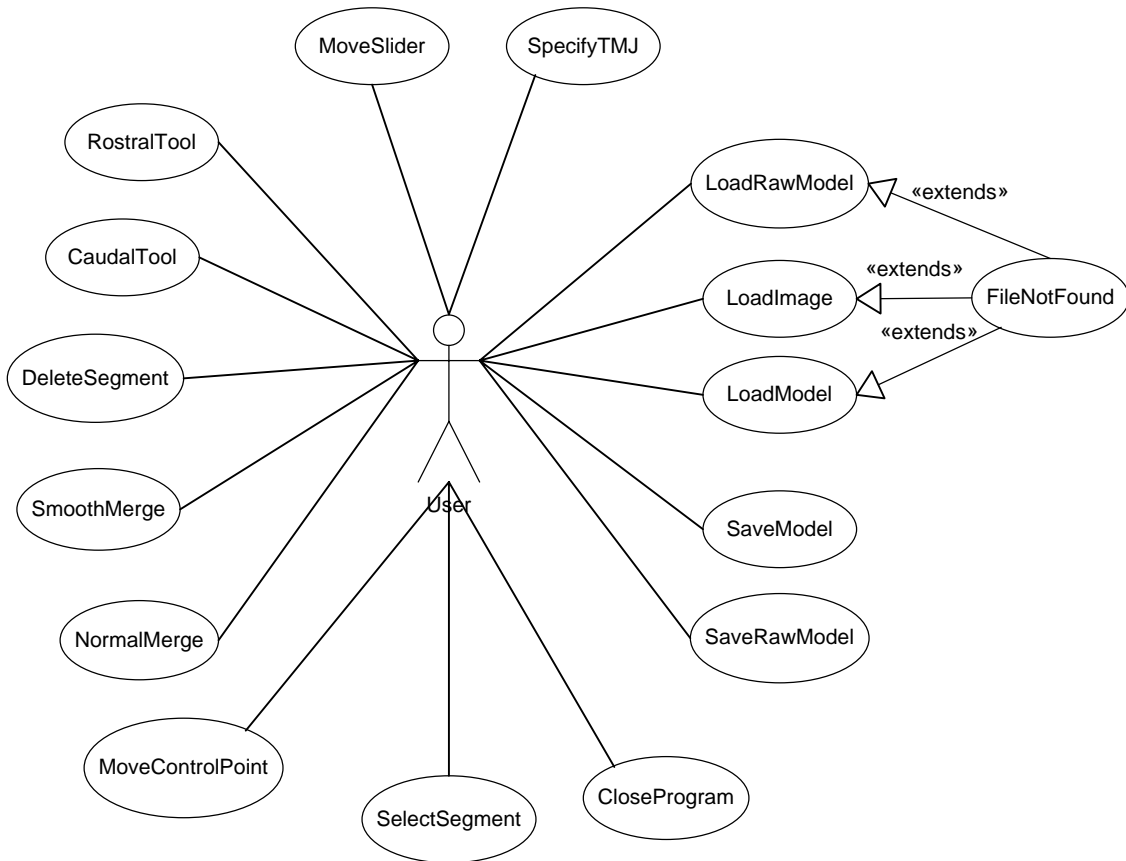 MoveSlider
SpecifyTMJ
RostralTool
LoadRawModel
«extends»
CaudalTool
«extends»
LoadImage
FileNotFound
«extends»
DeleteSegment
LoadModel
User
SmoothMerge
SaveModel
NormalMerge
SaveRawModel
MoveControlPoint
CloseProgram
SelectSegment